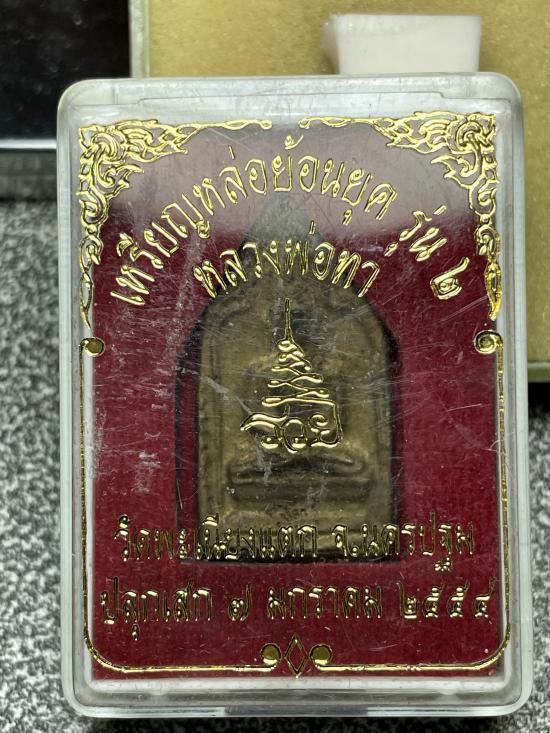 เหรียญหล่อย้อนยุค รุ่น ๒
หลวงพ่อทา
วัดพะเนียงแตก จ.นครปฐม
ปลุกเสก ๗ มกราคม ๒๕๕๔